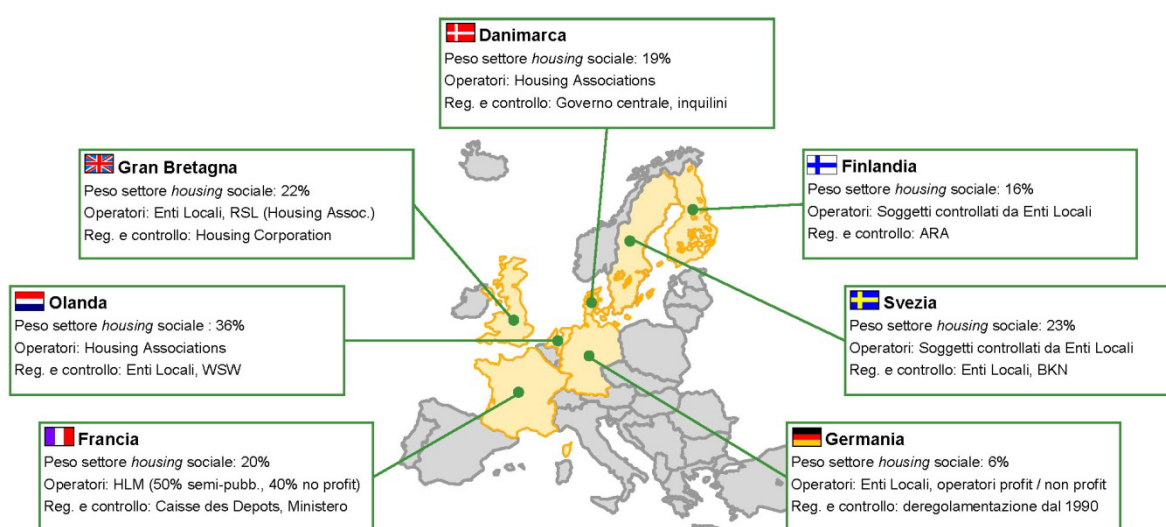 Danimarca
Peso settore housing sociale: 19%
Operatori: Housing Associations
Reg. e controllo: Governo centrale, inquilini
Gran Bretagna
Peso settore housing sociale: 22%
Operatori: Enti Locali, RSL (Housing Assoc.)
Reg. e controllo: Housing Corporation
Finlandia
Peso settore housing sociale: 16%
Operatori: Soggetti controllati da Enti Locali
Reg. e controllo: ARA
Olanda
Peso settore housing sociale : 36%
Operatori: Housing Associations
Reg. e controllo: Enti Locali, WSW
Svezia
Peso settore housing sociale: 23%
Operatori: Soggetti controllati da Enti Locali
Reg. e controllo: Enti Locali, BKN
Francia
Peso settore housing sociale: 20%
Operatori: HLM (50% semi-pubb., 40% no profit)
Reg. e controllo: Caisse des Depots, Ministero
Germania
Peso settore housing sociale: 6%
Operatori: Enti Locali, operatori profit / non profit
Reg. e controllo: deregolamentazione dal 1990